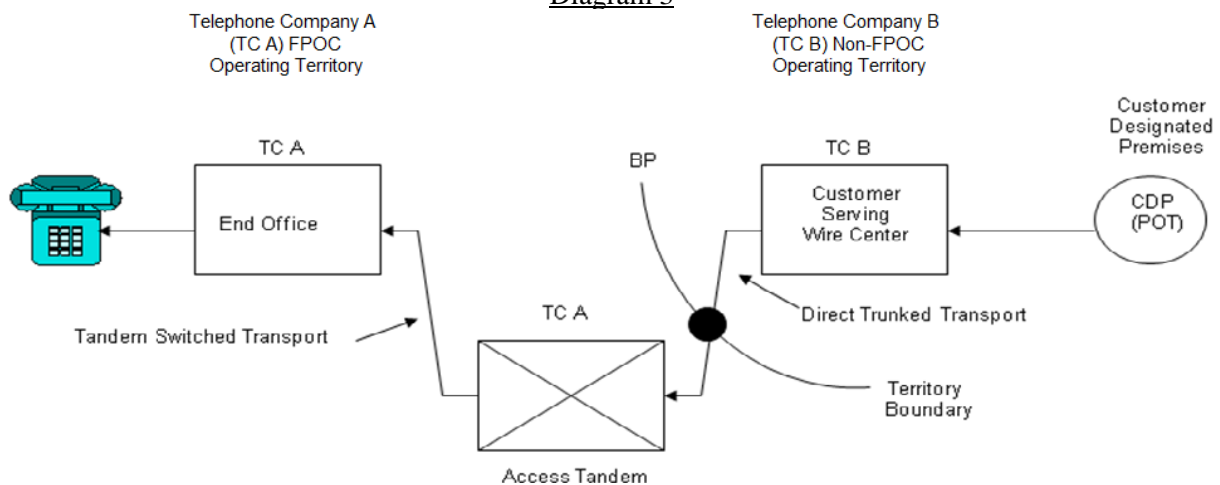 Diagram 3
Telephone Company A
(TC A) FPOC
Operating Territory
Telephone Company B
(TC B) Non-FPOC
Operating Territory
Customer
Designated
Premises
TC A
End Office
BP
TC B
Customer
Serving
Wire Center
CDP
(POT)
Tandem Switched Transport
TC A
Direct Trunked Transport
Territory
Boundary
Access Tandem